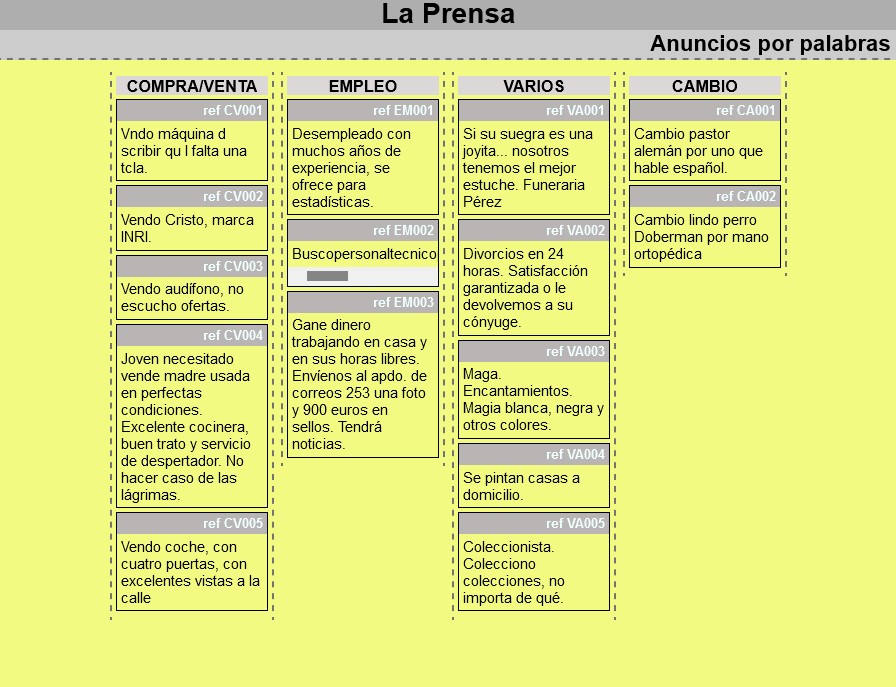 La Prensa
Anuncios por palabras
COMPRA/VENTA
ref CV001
Vndo máquina d
scribir qu l falta una
tcla.
ref CV002
Vendo Cristo, marca
INRI.
ref CV003
Vendo audífono, no
escucho ofertas.
ref CV004
Joven necesitado
vende madre usada
en perfectas
condiciones.
Excelente cocinera,
buen trato y servicio
de despertador. No
hacer caso de las
lágrimas.
ref CV005
Vendo coche, con
cuatro puertas, con
excelentes vistas a la
calle
EMPLEO
ref EM001
Desempleado con
muchos años de
experiencia, se
ofrece para
estadísticas.
ref EM002
Buscopersonaltecnico
ref EM003
Gane dinero
trabajando en casa y
en sus horas libres.
Envíenos al apdo. de
correos 253 una foto
y 900 euros en
sellos. Tendrá
noticias.
VARIOS
ref VA001
Si su suegra es una
joyita... nosotros
tenemos el mejor
estuche. Funeraria
Pérez
ref VA002
Divorcios en 24
horas. Satisfacción
garantizada o le
devolvemos a su
cónyuge.
ref VA003
Maga.
Encantamientos.
Magia blanca, negra y
otros colores.
ref VA004
Se pintan casas a
domicilio.
ref VA005
Coleccionista.
Colecciono
colecciones, no
importa de qué.
CAMBIO
ref CA001
Cambio pastor
alemán por uno que
hable español.
ref CA002
Cambio lindo perro
Doberman por mano
ortopédica